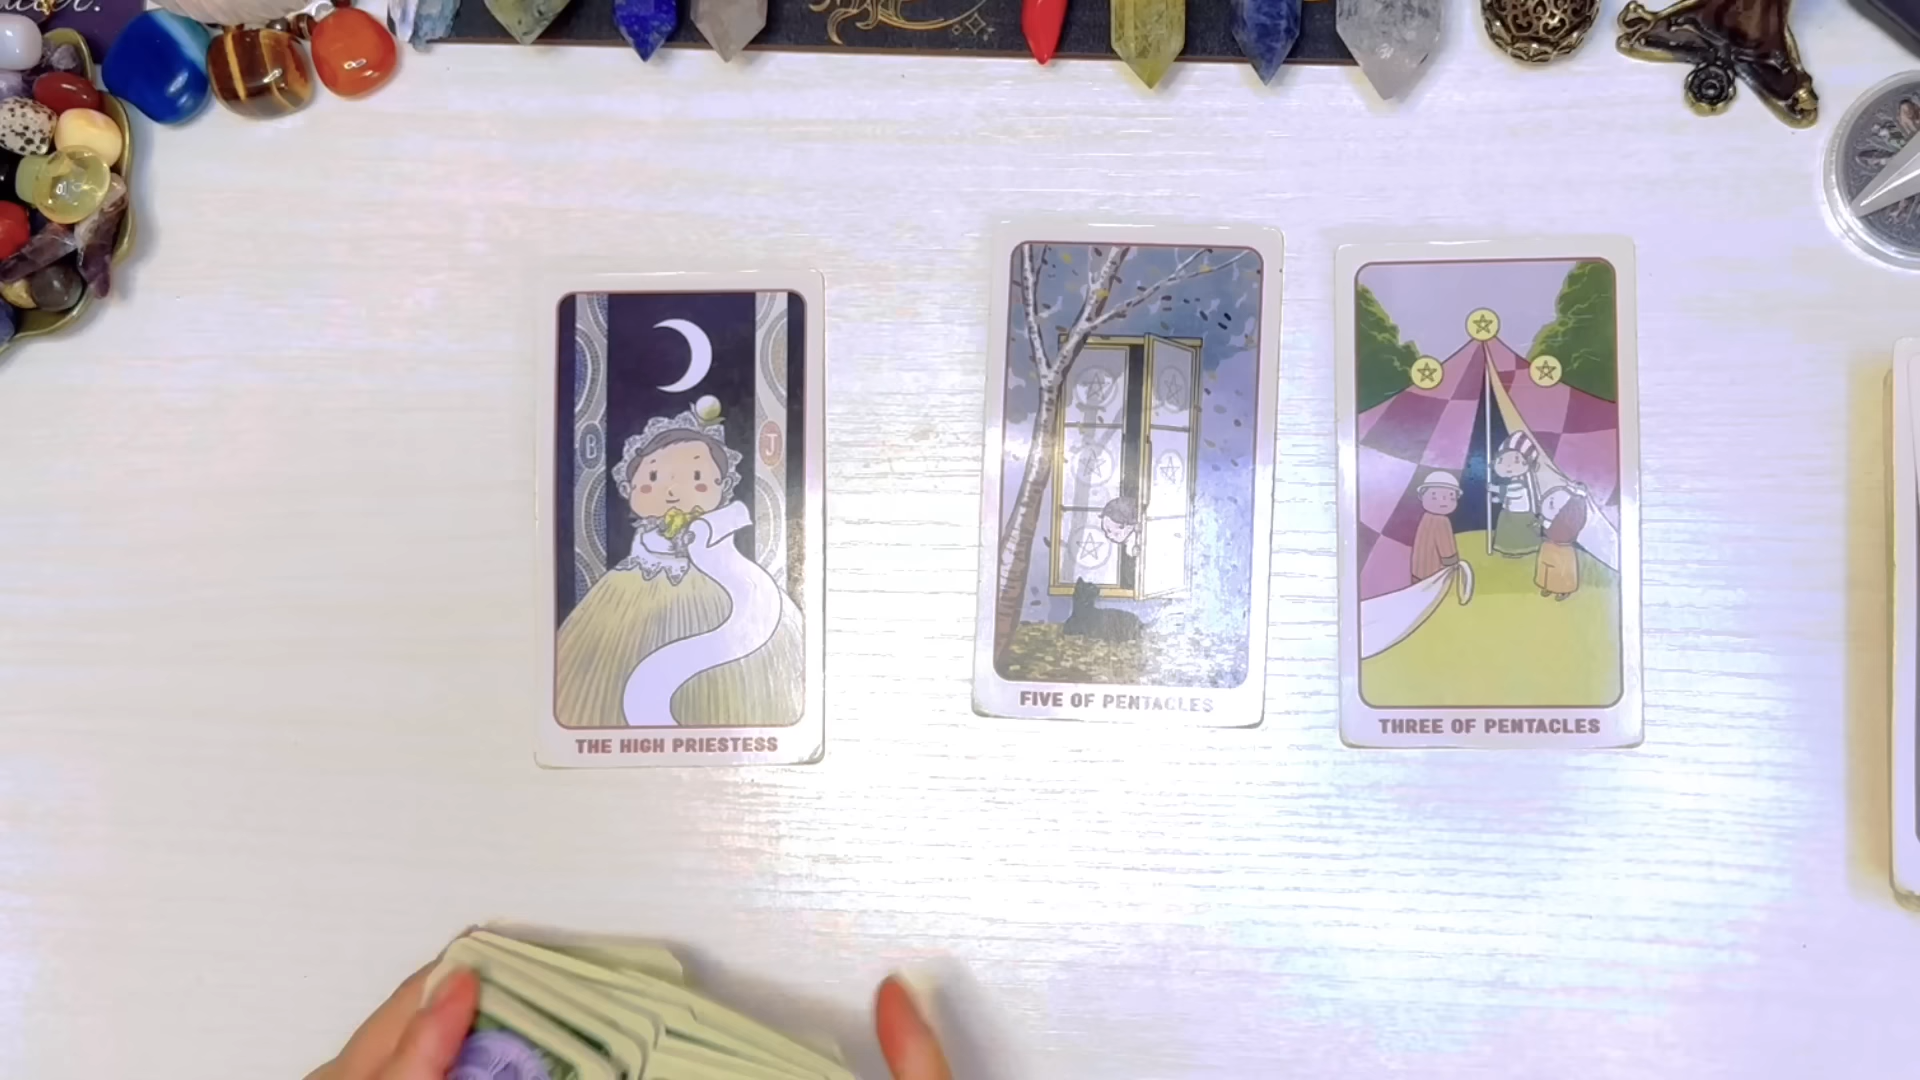 B
J
THE HIGH PRIESTESS
FIVE OF PENTACLES
THREE OF PENTACLES